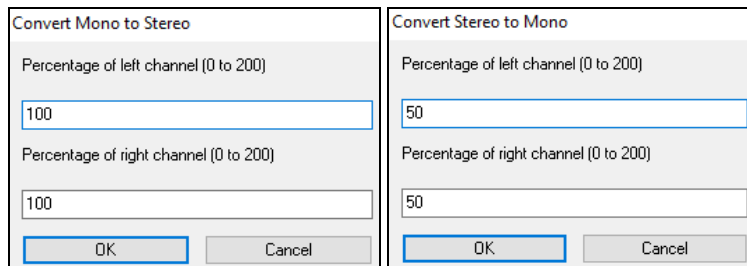 Convert Mono to Stereo
Percentage of left channel (0 to 200)
100
Percentage of right channel (0 to 200)
100
OK
Cancel
Convert Stereo to Mono
Percentage of left channel (0 to 200)
50
Percentage of right channel (0 to 200)
50
OK
Cancel